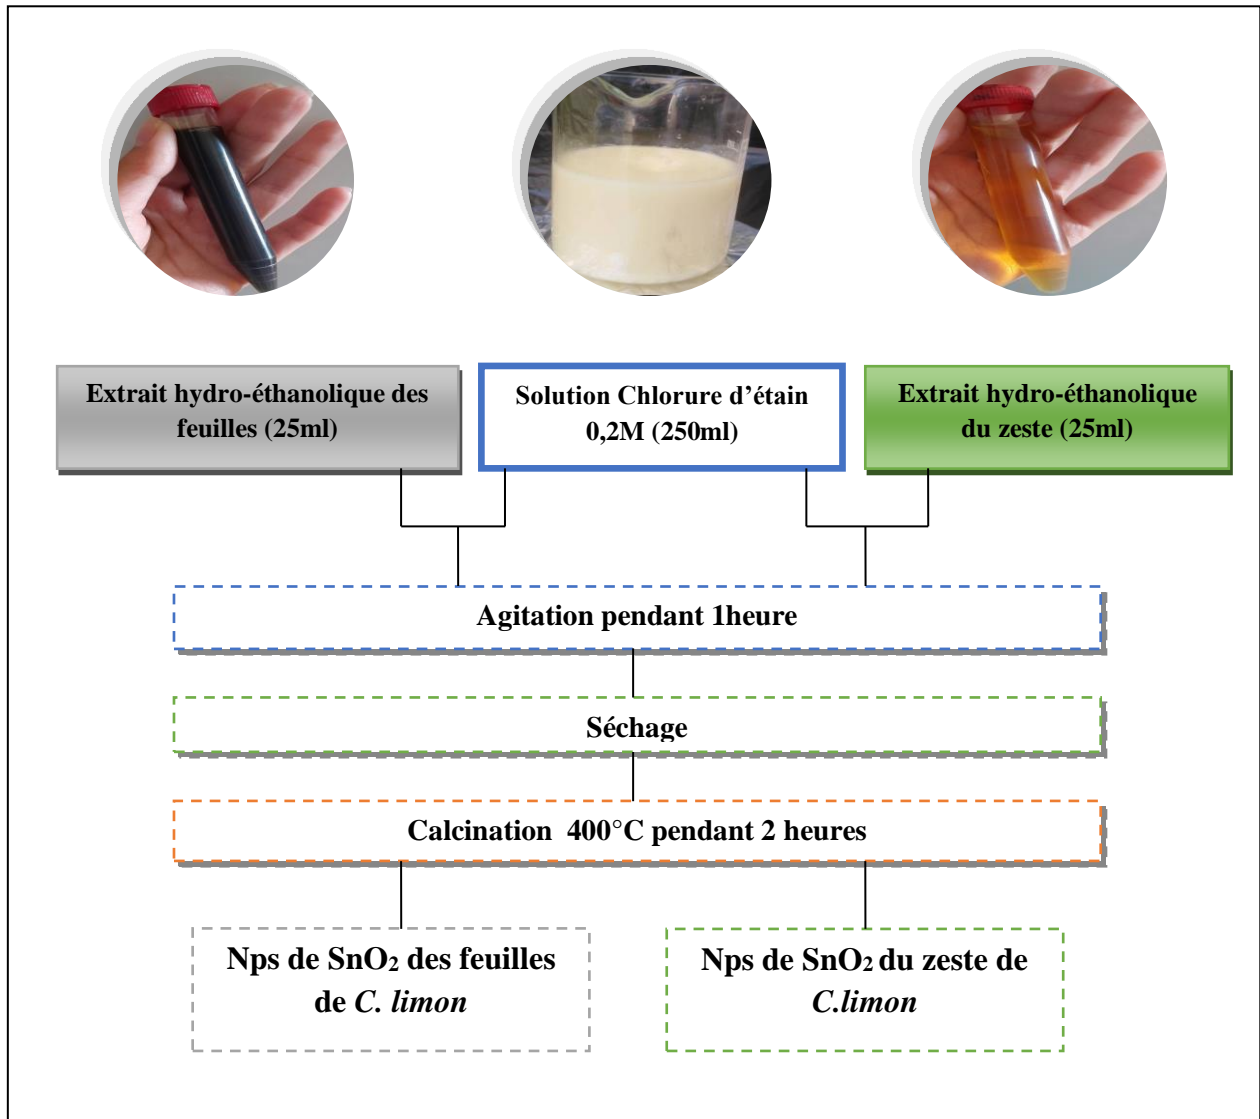 Extrait hydro-éthanolique des
feuilles (25ml)
Solution Chlorure d’étain
0,2M (250ml)
Extrait hydro-éthanolique
du zeste (25ml)
Agitation pendant 1heure
Séchage
Calcination 400°C pendant 2 heures
Nps de SnO₂ des feuilles
de C. limon
Nps de SnO₂ du zeste de
C.limon